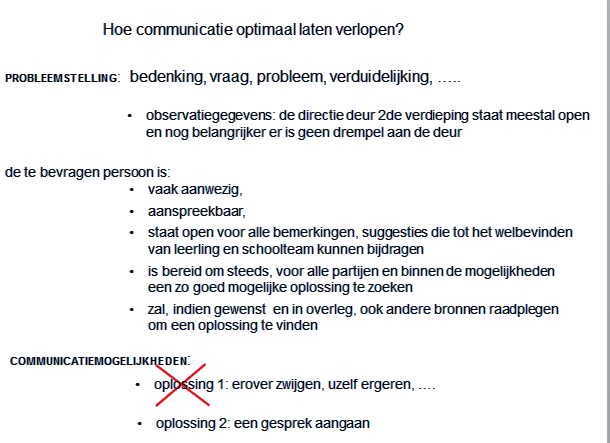 Hoe communicatie optimaal laten verlopen?
PROBLEEMSTELLING: bedenking, vraag, probleem, verduidelijking, …..
• observatiegegevens: de directie deur 2de verdieping staat meestal open
en nog belangrijker er is geen drempel aan de deur
de te bevragen persoon is:
• vaak aanwezig,
• aanspreekbaar,
• staat open voor alle bemerkingen, suggesties die tot het welbevinden
van leerling en schoolteam kunnen bijdragen
• is bereid om steeds, voor alle partijen en binnen de mogelijkheden
een zo goed mogelijke oplossing te zoeken
• zal, indien gewenst en in overleg, ook andere bronnen raadplegen
om een oplossing te vinden
COMMUNICATIEMOGELIJKHEDEN:
• oplossing 1: erover zwijgen, uzelf ergeren, ….
• oplossing 2: een gesprek aangaan